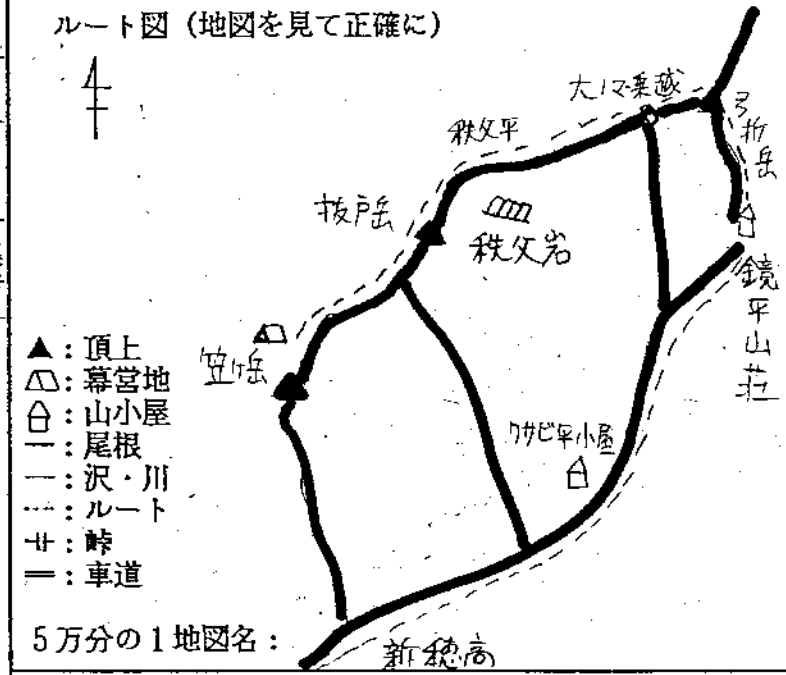 ルート図(地図を見て正確に)
大ノマ乗越
弓折岳
秩父平
抜戸岳
秩父岩
鏡平山荘
笠ヶ岳
ワサビ平小屋
▲:頂上
:幕営地
:山小屋
:尾根
:沢・川
:ルート
:峠
:車道
5万分の1地図名:
新穂高